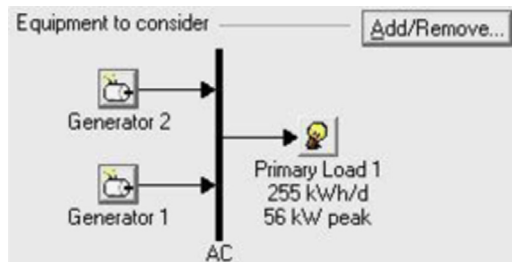 Equipment to consider
Add/Remove...
Generator 2
Primary Load 1
255 kWh/d
Generator 1
56 kW peak
AC